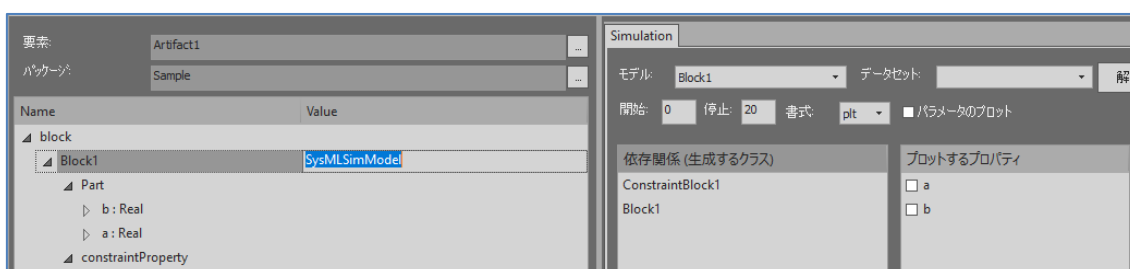 要素:
Artifact1
...
パッケージ:
Sample
...
Name
Value
block
Block1
SysMLSimModel
Part
b : Real
a : Real
constraintProperty
Simulation
モデル:
Block1
データセット:
解
開始:
0
停止:
20
書式:
plt
パラメータのプロット
依存関係 (生成するクラス)
ConstraintBlock1
Block1
プロットするプロパティ
a
b